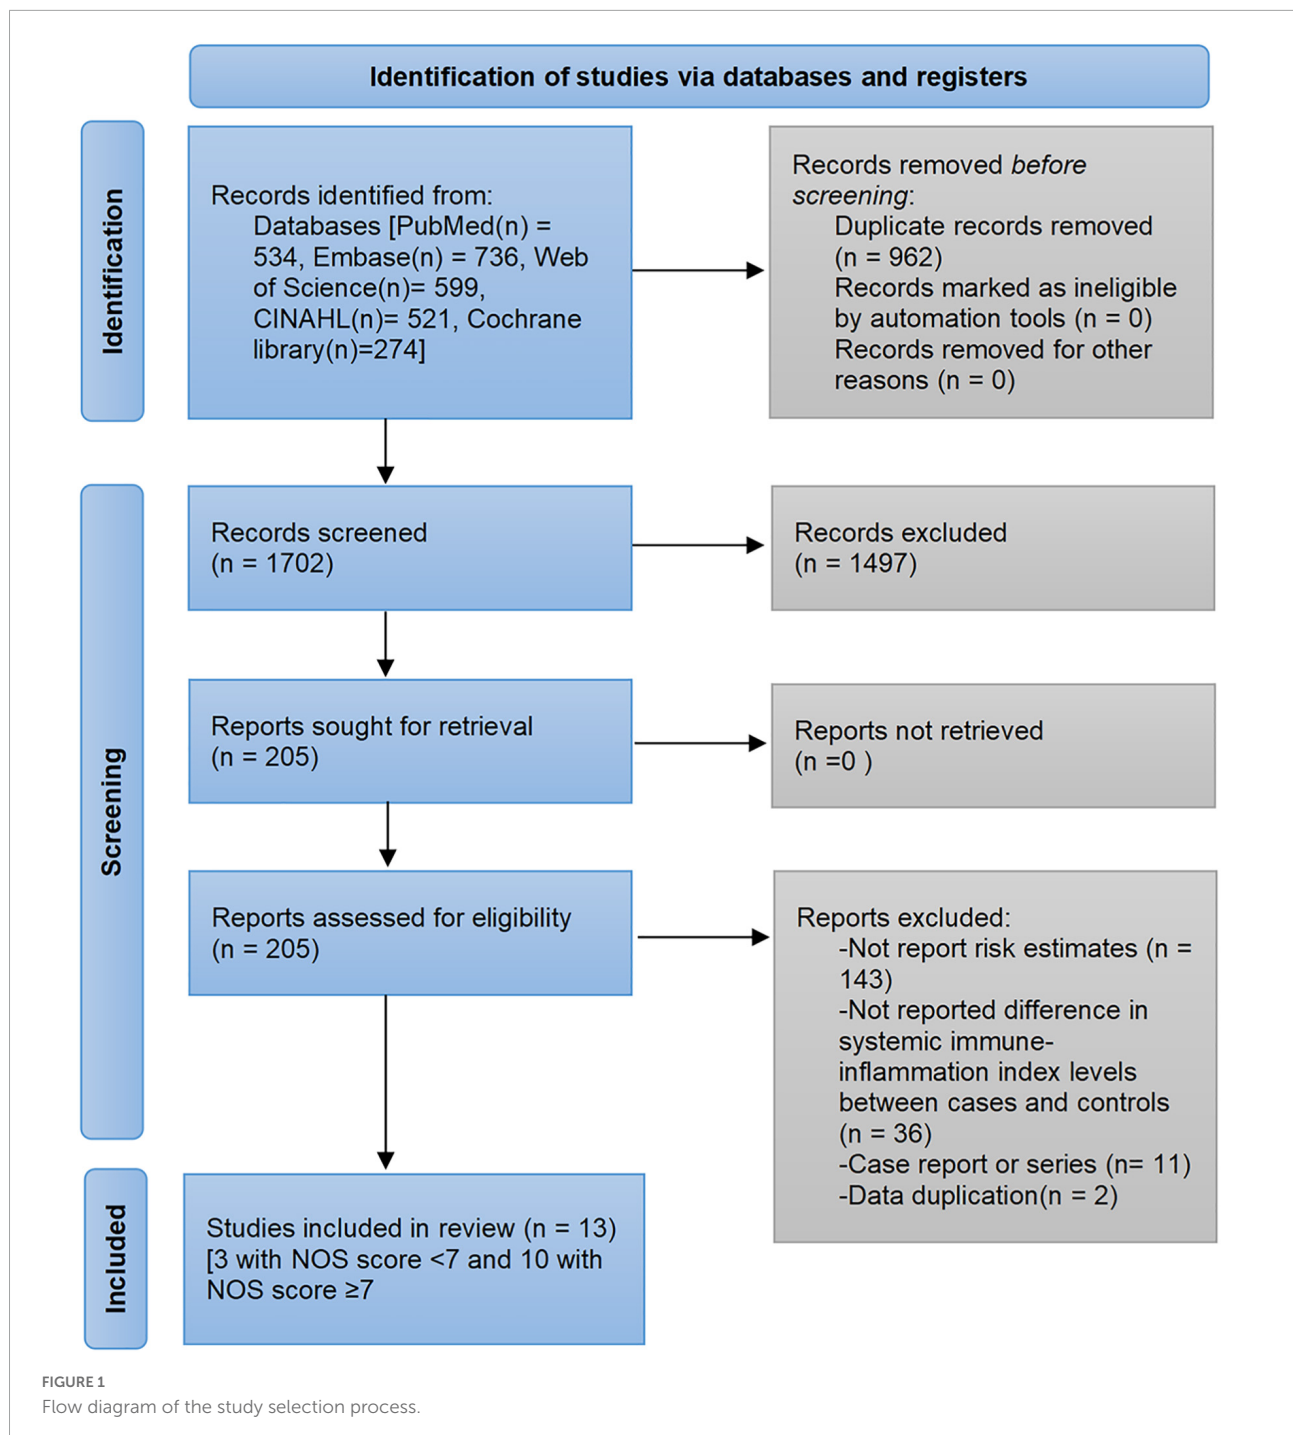 Identification of studies via databases and registers
Identification
Records identified from:
Databases [PubMed(n) =
534, Embase(n) = 736, Web
of Science(n)= 599,
CINAHL(n)= 521, Cochrane
library(n)=274]
Records removed before
screening:
Duplicate records removed
(n = 962)
Records marked as ineligible
by automation tools (n = 0)
Records removed for other
reasons (n = 0)
Screening
Records screened
(n = 1702)
Records excluded
(n = 1497)
Reports sought for retrieval
(n = 205)
Reports not retrieved
(n =0 )
Reports assessed for eligibility
(n = 205)
Reports excluded:
-Not report risk estimates (n =
143)
-Not reported difference in
systemic immune-
inflammation index levels
between cases and controls
(n = 36)
-Case report or series (n= 11)
-Data duplication(n = 2)
Included
Studies included in review (n = 13)
[3 with NOS score <7 and 10 with
NOS score ≥7
FIGURE 1
Flow diagram of the study selection process.